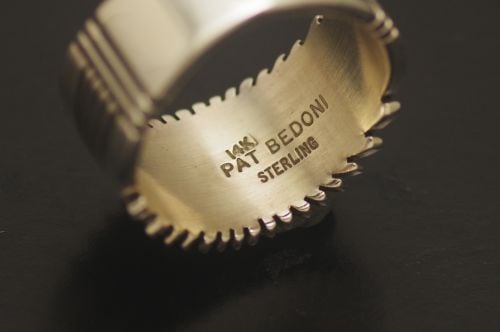 14K
PAT BEDONI
STERLING